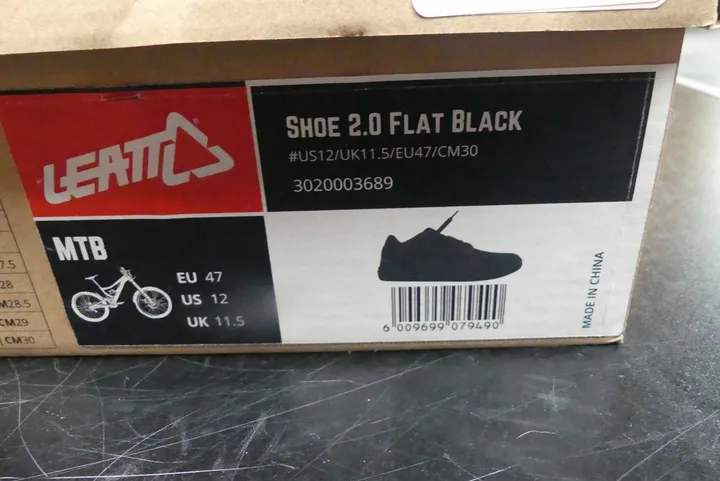 LEATT
SHOE 2.0 FLAT BLACK
#US12/UK11.5/EU47/CM30
3020003689
MTB
EU 47
US 12
UK 11.5
6 009699 079490
MADE IN CHINA
7.5
28
M28.5
CM29
CM30